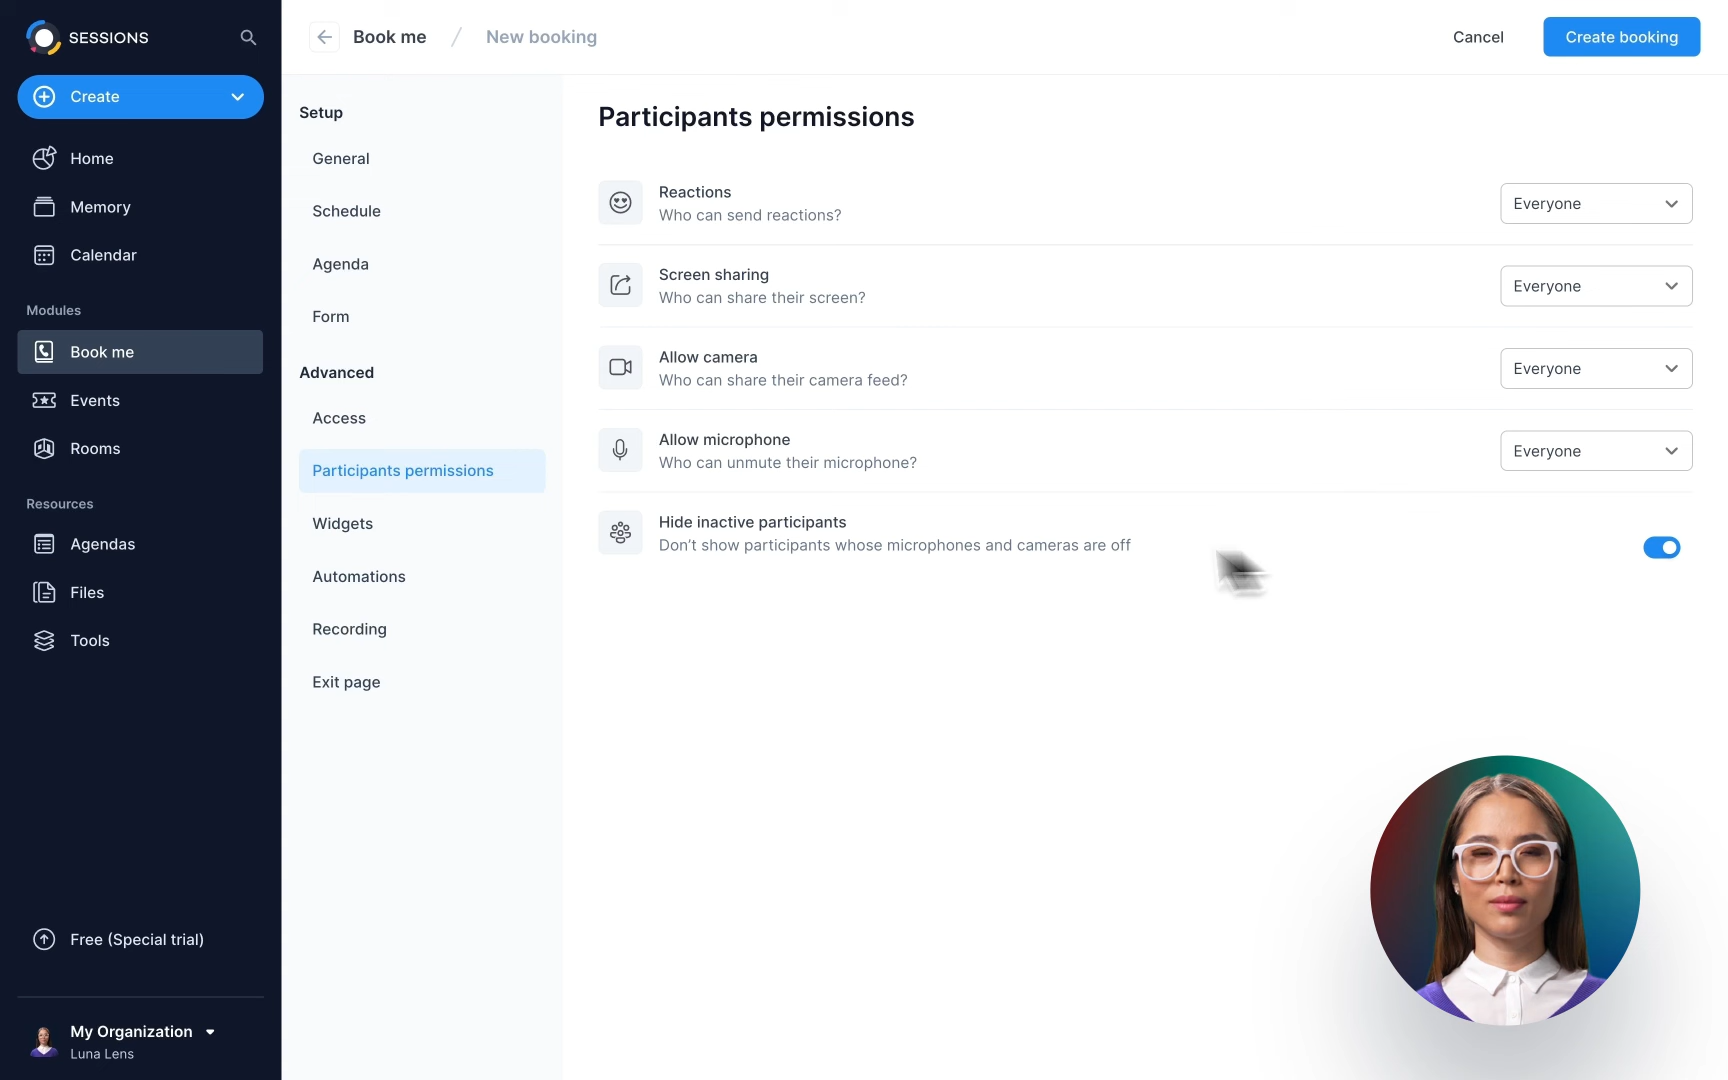 SESSIONS
Create
Home
Memory
Calendar
Modules
Book me
Events
Rooms
Resources
Agendas
Files
Tools
Free (Special trial)
My Organization
Luna Lens
Book me / New booking
Cancel
Create booking
Setup
General
Schedule
Agenda
Form
Advanced
Access
Participants permissions
Widgets
Automations
Recording
Exit page
Participants permissions
Reactions
Who can send reactions?
Everyone
Screen sharing
Who can share their screen?
Everyone
Allow camera
Who can share their camera feed?
Everyone
Allow microphone
Who can unmute their microphone?
Everyone
Hide inactive participants
Don’t show participants whose microphones and cameras are off